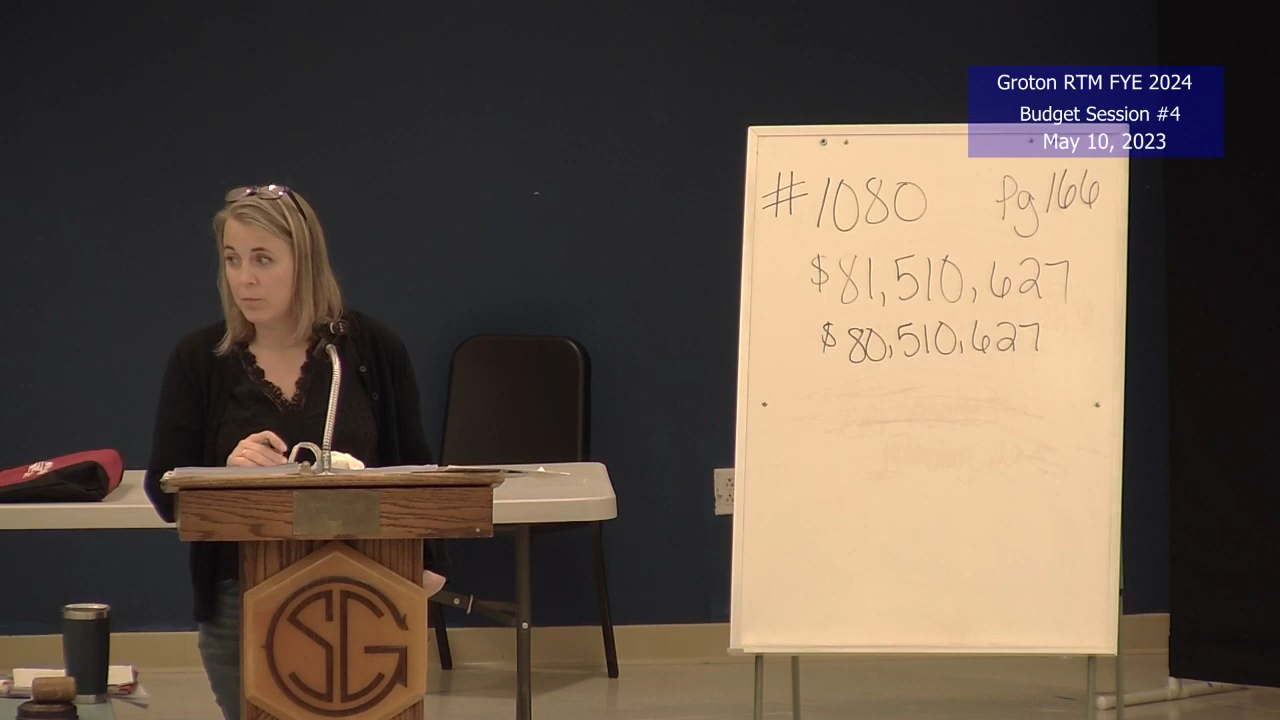 Groton RTM FYE 2024
Budget Session #4
May 10, 2023
#1080 Pg 166
$81,510,627
$80,510,627
SG